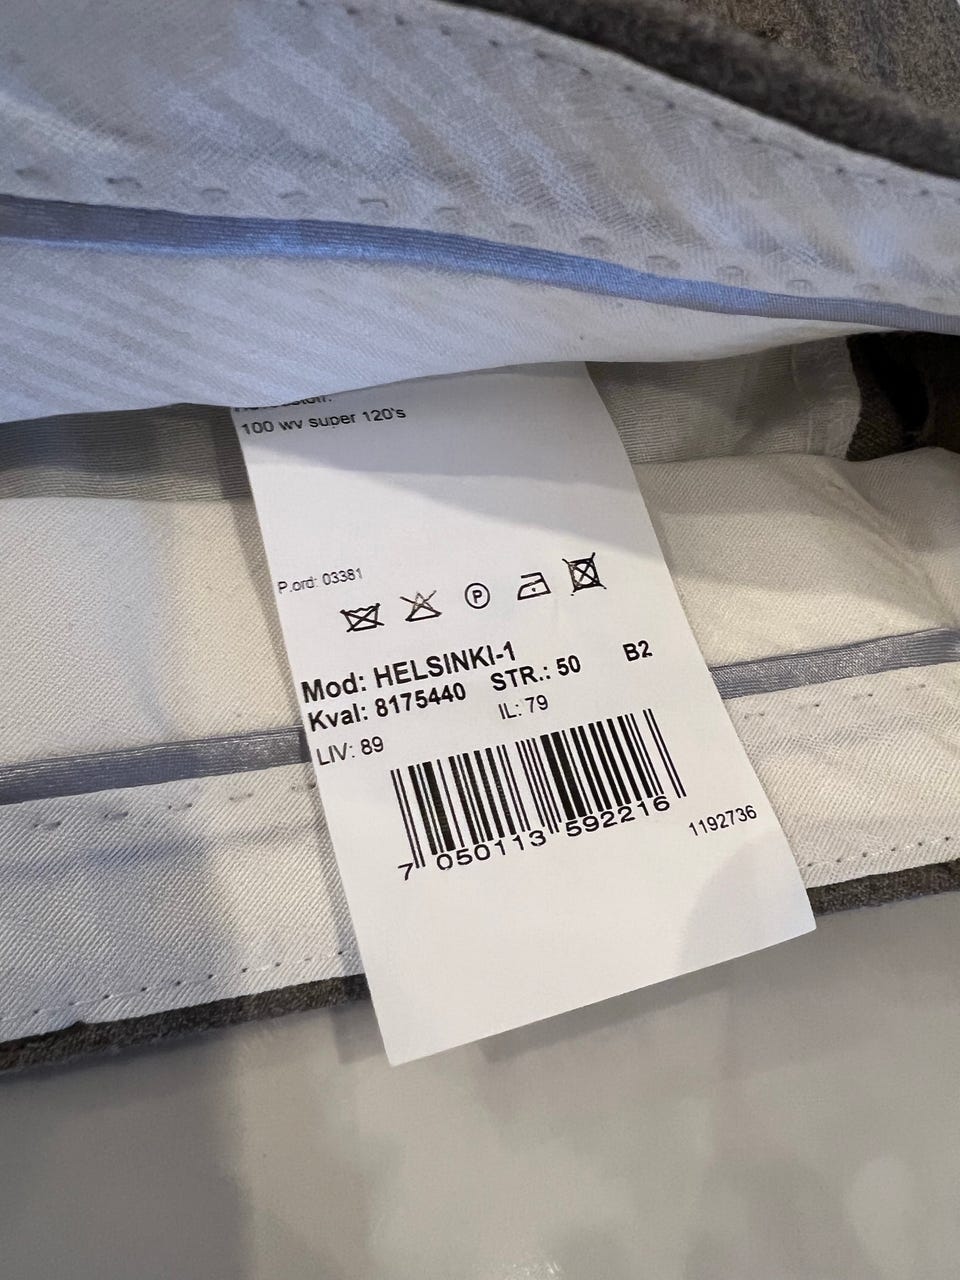 100 wv super 120's
P.ord: 03381
P
Mod: HELSINKI-1
Kval: 8175440 STR.: 50 B2
LIV: 89 IL: 79
7 050113 592216
1192736